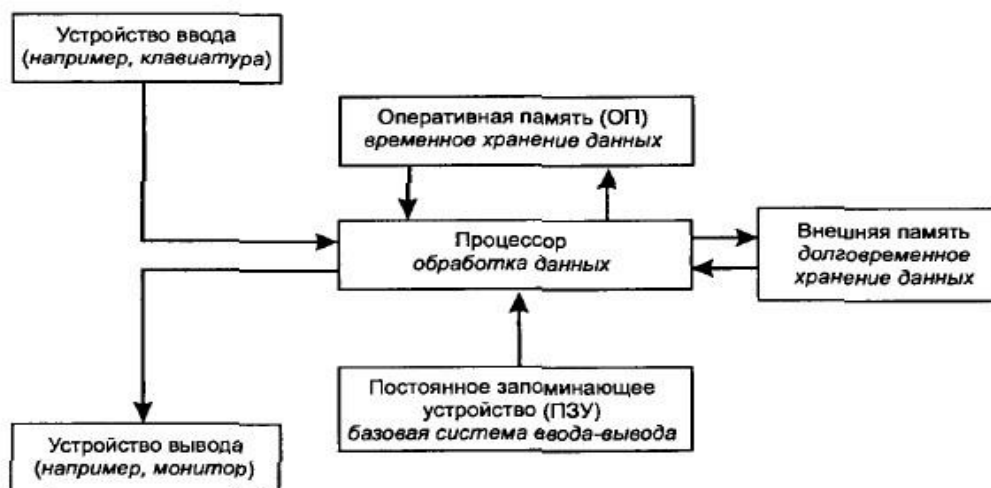 Устройство ввода
(например, клавиатура)
Оперативная память (ОП)
временное хранение данных
Процессор
обработка данных
Внешняя память
долговременное
хранение данных
Постоянное запоминающее
устройство (ПЗУ)
базовая система ввода-вывода
Устройство вывода
(например, монитор)